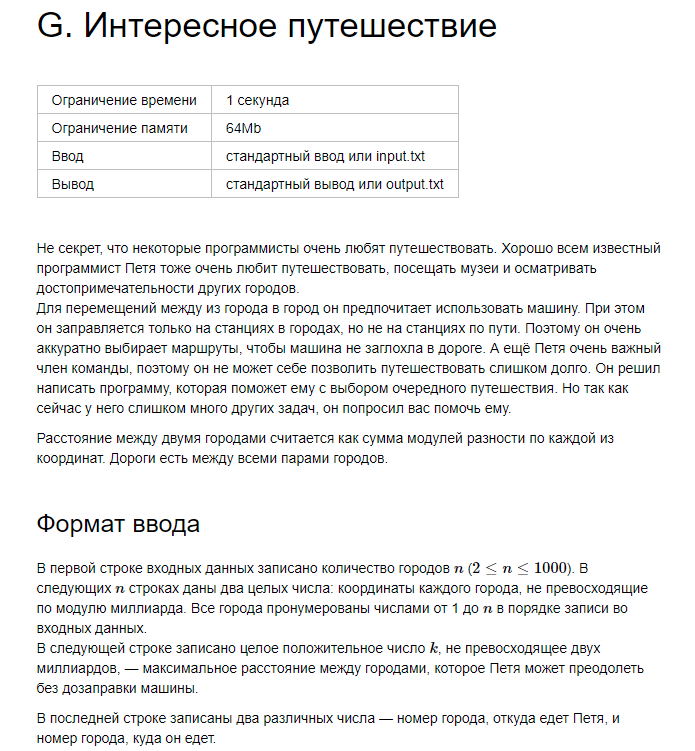 G. Интересное путешествие
Ограничение времени 1 секунда
Ограничение памяти 64Mb
Ввод стандартный ввод или input.txt
Вывод стандартный вывод или output.txt
Не секрет, что некоторые программисты очень любят путешествовать. Хорошо всем известный
программист Петя тоже очень любит путешествовать, посещать музеи и осматривать
достопримечательности других городов.
Для перемещений между из города в город он предпочитает использовать машину. При этом
он заправляется только на станциях в городах, но не на станциях по пути. Поэтому он очень
аккуратно выбирает маршруты, чтобы машина не заглохла в дороге. А ещё Петя очень важный
член команды, поэтому он не может себе позволить путешествовать слишком долго. Он решил
написать программу, которая поможет ему с выбором очередного путешествия. Но так как
сейчас у него слишком много других задач, он попросил вас помочь ему.
Расстояние между двумя городами считается как сумма модулей разности по каждой из
координат. Дороги есть между всеми парами городов.
Формат ввода
В первой строке входных данных записано количество городов n (2 ≤ n ≤ 1000). В
следующих n строках даны два целых числа: координаты каждого города, не превосходящие
по модулю миллиарда. Все города пронумерованы числами от 1 до n в порядке записи во
входных данных.
В следующей строке записано целое положительное число k, не превосходящее двух
миллиардов, — максимальное расстояние между городами, которое Петя может преодолеть
без дозаправки машины.
В последней строке записаны два различных числа — номер города, откуда едет Петя, и
номер города, куда он едет.